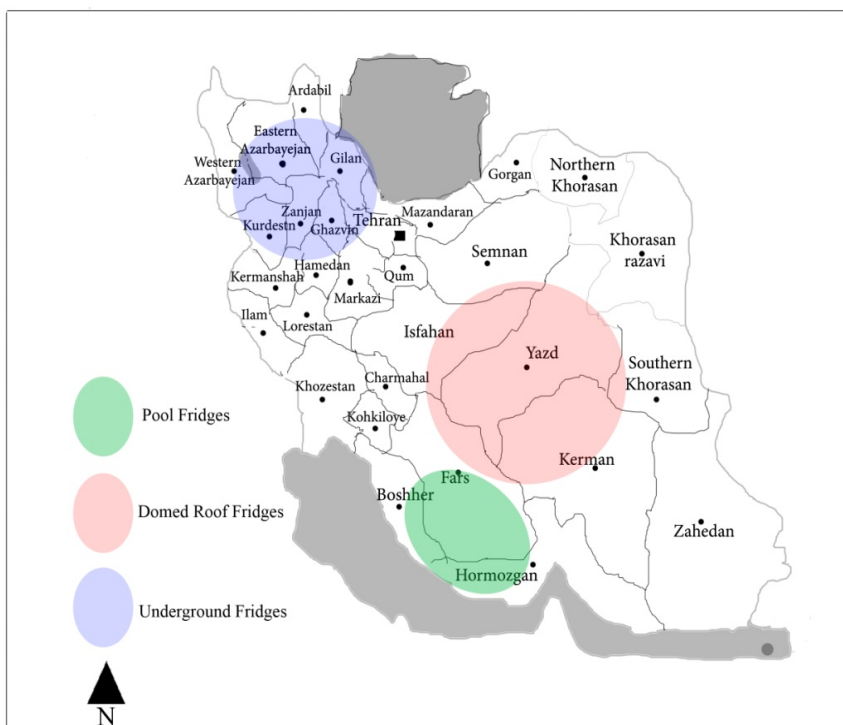 Ardabil
Eastern
Azarbayejan
Western
Azarbayejan
Gilan
Gorgan
Northern
Khorasan
Zanjan
Kurdestn
Ghazvln
Tehran
Mazandaran
Semnan
Khorasan
razavi
Hamedan
Kermanshah
Qum
Markazi
Ilam
Lorestan
Isfahan
Yazd
Southern
Khorasan
Khozestan
Charmahal
Kohkiloye
Pool Fridges
Kerman
Fars
Boshher
Domed Roof Fridges
Zahedan
Hormozgan
Underground Fridges
N